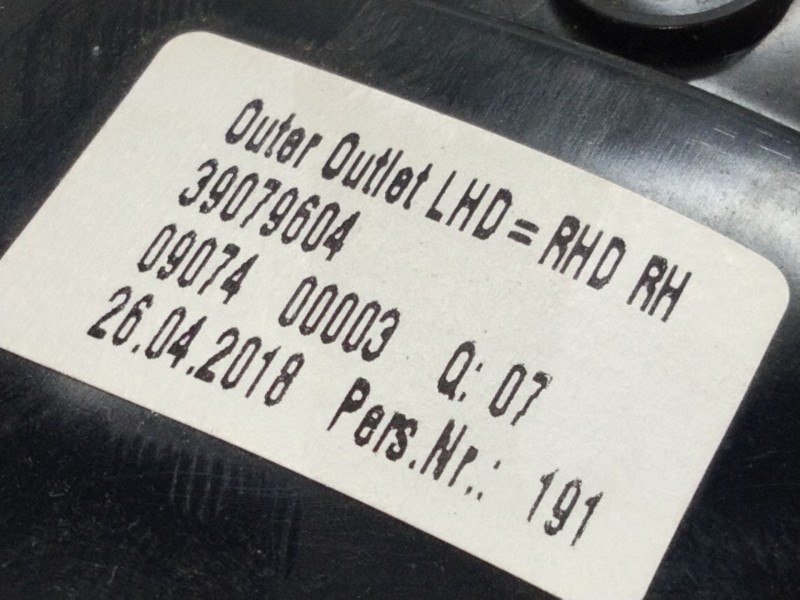 Outer Outlet LHD = RHD RH
39079604
09074 00003 Q: 07
26.04.2018 Pers.Nr.: 191